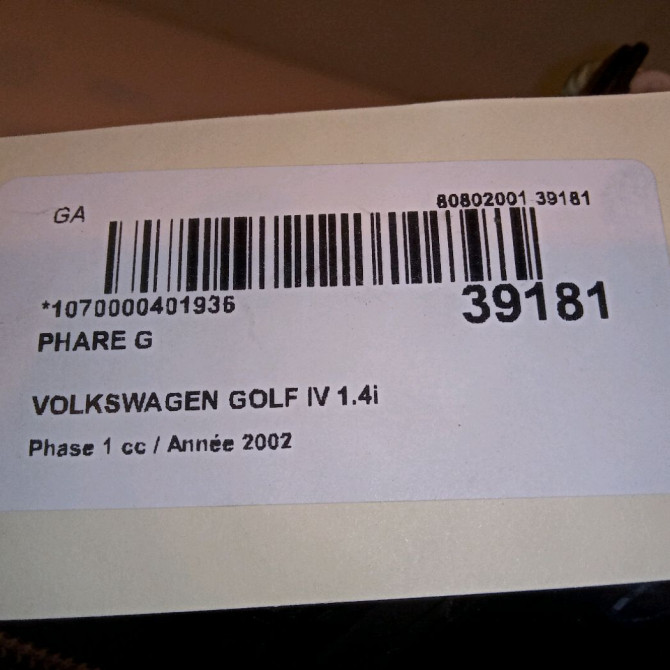 GA
80802001 39181
*1070000401936
39181
PHARE G
VOLKSWAGEN GOLF IV 1.4i
Phase 1 cc / Année 2002